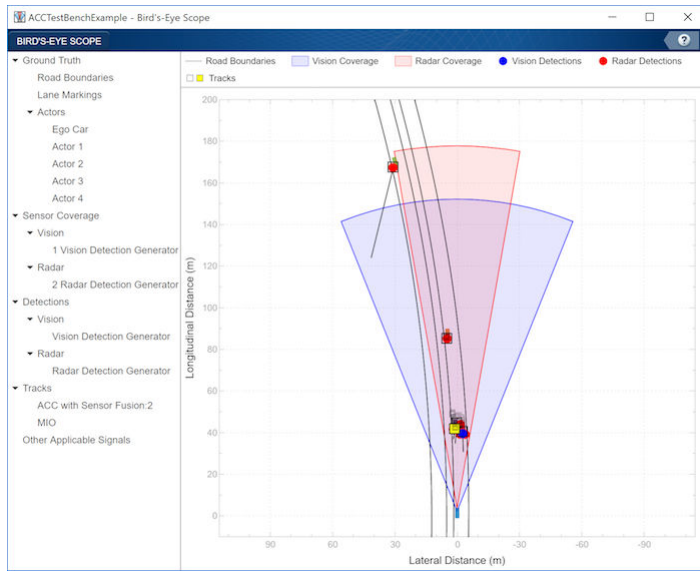 ACCTestBenchExample - Bird's-Eye Scope
BIRD'S-EYE SCOPE
?
Ground Truth
Road Boundaries
Lane Markings
Actors
Ego Car
Actor 1
Actor 2
Actor 3
Actor 4
Sensor Coverage
Vision
1 Vision Detection Generator
Radar
2 Radar Detection Generator
Detections
Vision
Vision Detection Generator
Radar
Radar Detection Generator
Tracks
ACC with Sensor Fusion:2
MIO
Other Applicable Signals
Road Boundaries Vision Coverage Radar Coverage Vision Detections Radar Detections
Tracks
200
180
160
140
120
100
80
60
40
20
0
Longitudinal Distance (m)
90 60 30 0 -30 -60 -90
Lateral Distance (m)